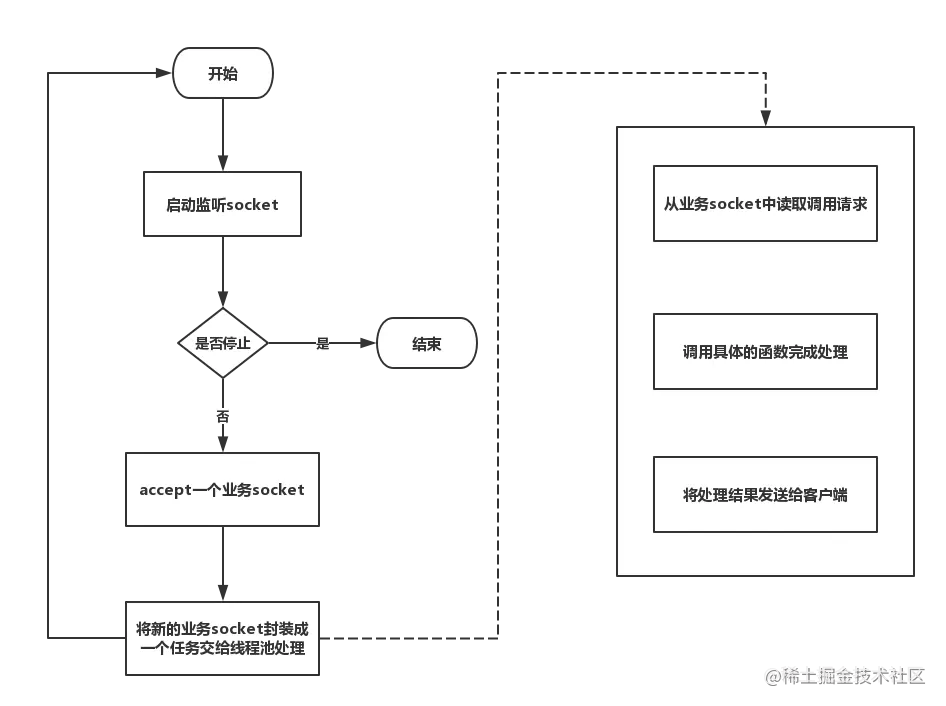 开始
启动监听socket
是否停止
是
结束
否
accept一个业务socket
将新的业务socket封装成
一个任务交给线程池处理
从业务socket中读取调用请求
调用具体的函数完成处理
将处理结果发送给客户端
@稀土掘金技术社区